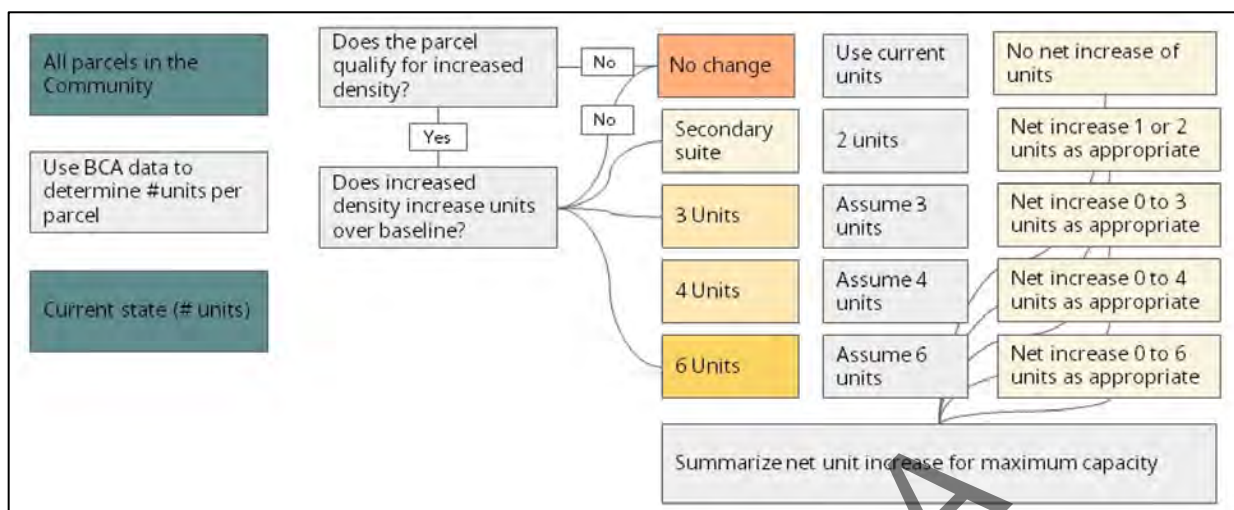 All parcels in the
Community
Use BCA data to
determine #units per
parcel
Current state (# units)
Does the parcel
qualify for increased
density?
No
Yes
No
Does increased
density increase units
over baseline?
No change
Use current
units
No net increase of
units
Secondary
suite
2 units
Net increase 1 or 2
units as appropriate
3 Units
Assume 3
units
Net increase 0 to 3
units as appropriate
4 Units
Assume 4
units
Net increase 0 to 4
units as appropriate
6 Units
Assume 6
units
Net increase 0 to 6
units as appropriate
Summarize net unit increase for maximum capacity